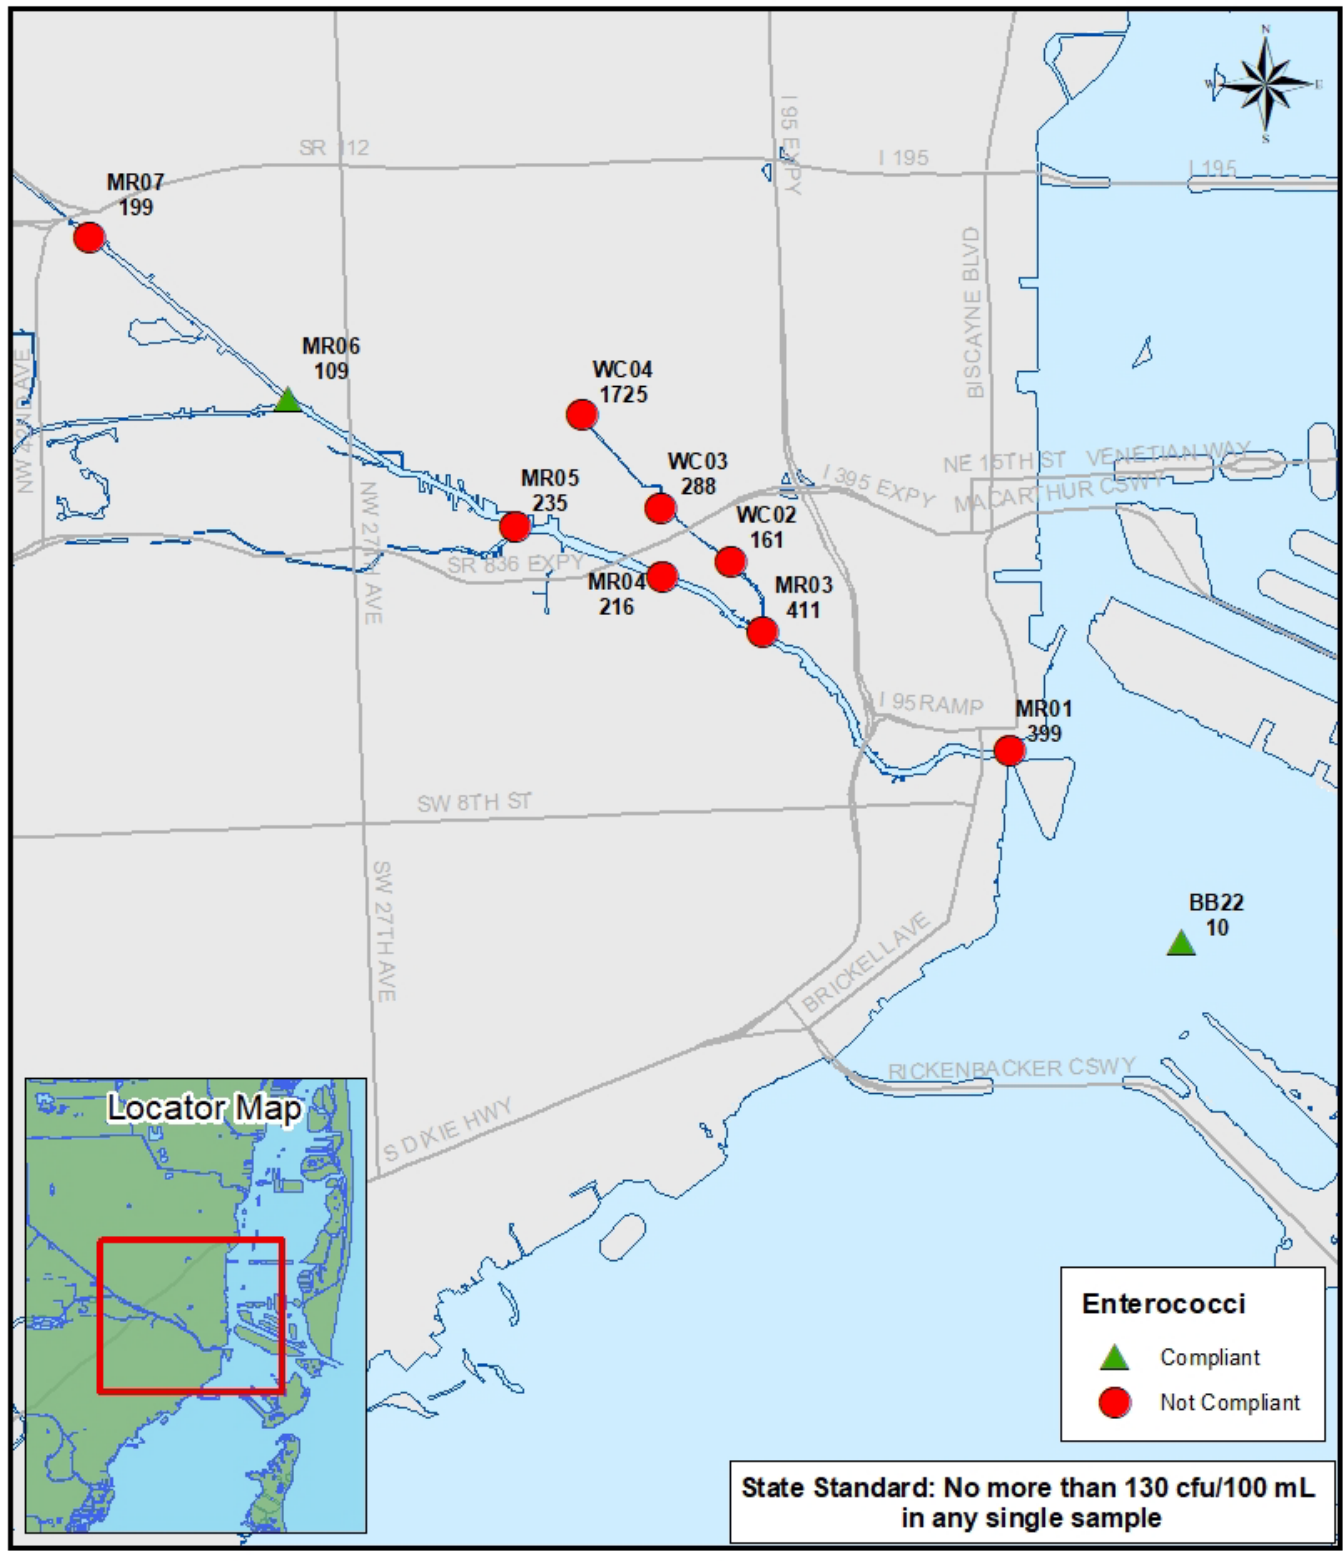 N
W E
S
SR 112
I 95 EXPY
I 195
I 195
MR07
199
BISCAYNE BLVD
MR06
109
NW 42ND AVE
WC04
1725
NE 15TH ST VENETIAN WAY
MACARTHUR CSWY
I 395 EXPY
WC03
288
MR05
235
NW 27TH AVE
WC02
161
SR 836 EXPY
MR04
216
MR03
411
I 95 RAMP
MR01
399
SW 8TH ST
SW 27TH AVE
BB22
10
BRICKELL AVE
RICKENBACKER CSWY
S DIXIE HWY
Locator Map
Enterococci
Compliant
Not Compliant
State Standard: No more than 130 cfu/100 mL
in any single sample